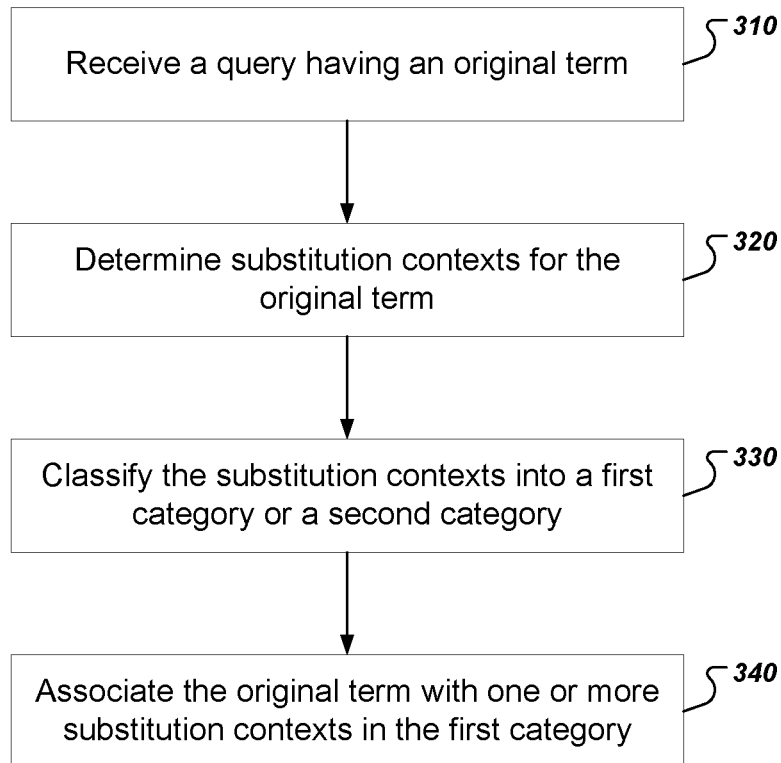 Receive a query having an original term
310
Determine substitution contexts for the
original term
320
Classify the substitution contexts into a first
category or a second category
330
Associate the original term with one or more
substitution contexts in the first category
340